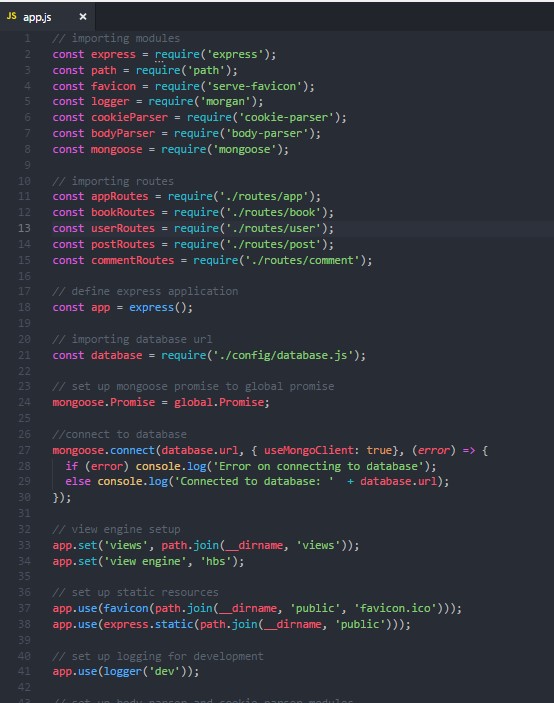 JS app.js ×
1 // importing modules
2 const express = require('express');
3 const path = require('path');
4 const favicon = require('serve-favicon');
5 const logger = require('morgan');
6 const cookieParser = require('cookie-parser');
7 const bodyParser = require('body-parser');
8 const mongoose = require('mongoose');
9
10 // importing routes
11 const appRoutes = require('./routes/app');
12 const bookRoutes = require('./routes/book');
13 const userRoutes = require('./routes/user');
14 const postRoutes = require('./routes/post');
15 const commentRoutes = require('./routes/comment');
16
17 // define express application
18 const app = express();
19
20 // importing database url
21 const database = require('./config/database.js');
22
23 // set up mongoose promise to global promise
24 mongoose.Promise = global.Promise;
25
26 //connect to database
27 mongoose.connect(database.url, { useMongoClient: true}, (error) => {
28 if (error) console.log('Error on connecting to database');
29 else console.log('Connected to database: '  + database.url);
30 });
31
32 // view engine setup
33 app.set('views', path.join(__dirname, 'views'));
34 app.set('view engine', 'hbs');
35
36 // set up static resources
37 app.use(favicon(path.join(__dirname, 'public', 'favicon.ico')));
38 app.use(express.static(path.join(__dirname, 'public')));
39
40 // set up logging for development
41 app.use(logger('dev'));
42
43 // set up body parser and cookie parser modules